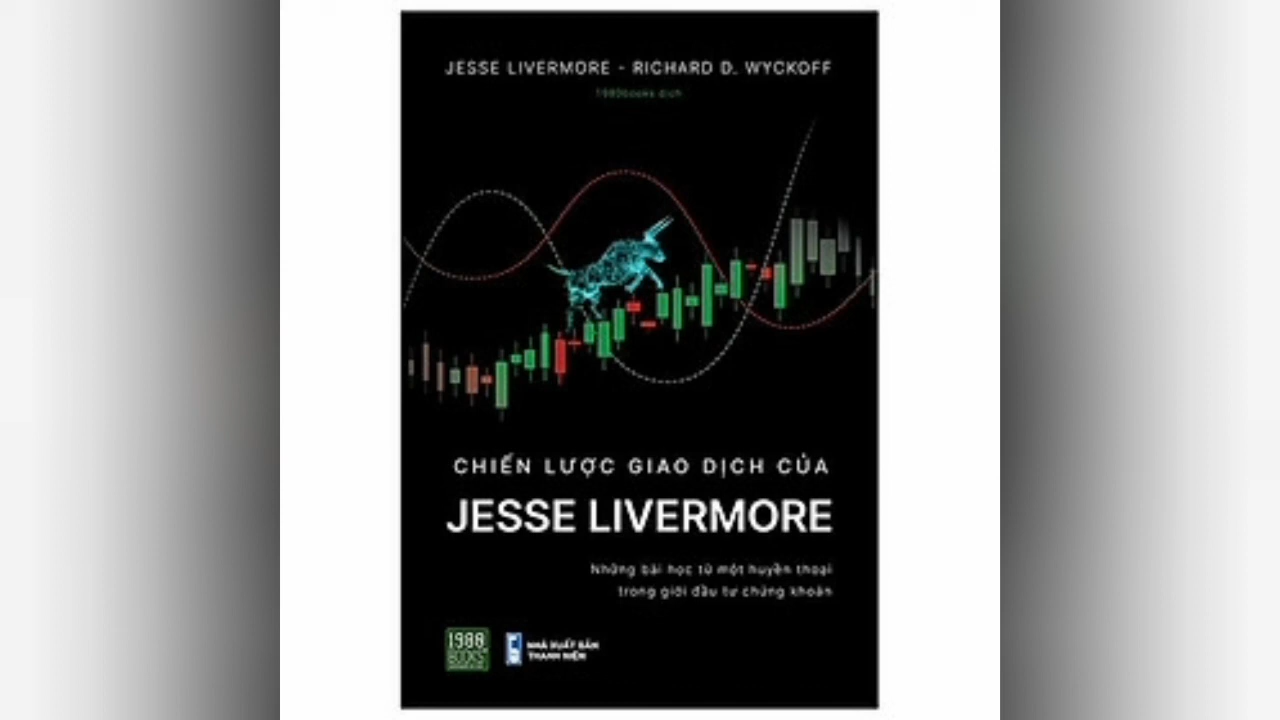 JESSE LIVERMORE - RICHARD D. WYCKOFF
1980books dịch
CHIẾN LƯỢC GIAO DỊCH CỦA
JESSE LIVERMORE
Những bài học từ một huyền thoại
trong giới đầu tư chứng khoán
1980
BOOKS
NHÀ XUẤT BẢN
THANH NIÊN